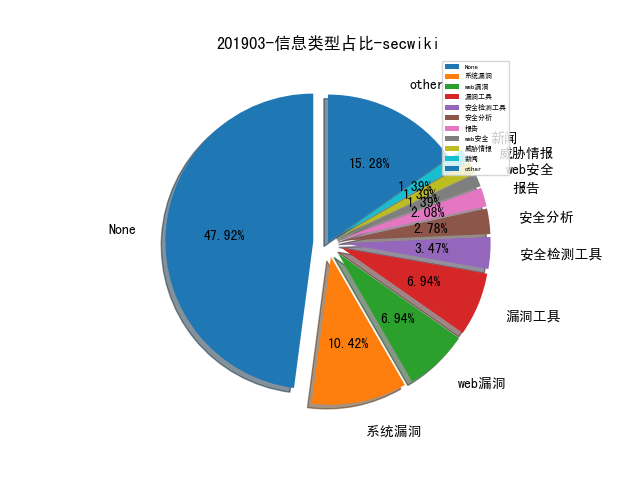 201903-信息类型占比-secwiki
other
None
系统漏洞
web漏洞
漏洞工具
安全检测工具
安全分析
报告
web安全
威胁情报
新闻
other
新闻
威胁情报
web安全
报告
安全分析
安全检测工具
漏洞工具
web漏洞
系统漏洞
None
15.28%
1.39%
1.39%
1.39%
2.08%
2.78%
3.47%
6.94%
6.94%
10.42%
47.92%